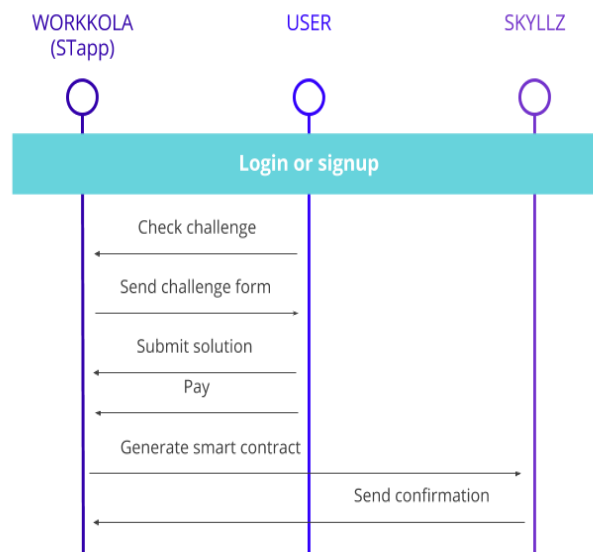 WORKKOLA
(STapp)
USER
SKYLLZ
Login or signup
Check challenge
Send challenge form
Submit solution
Pay
Generate smart contract
Send confirmation